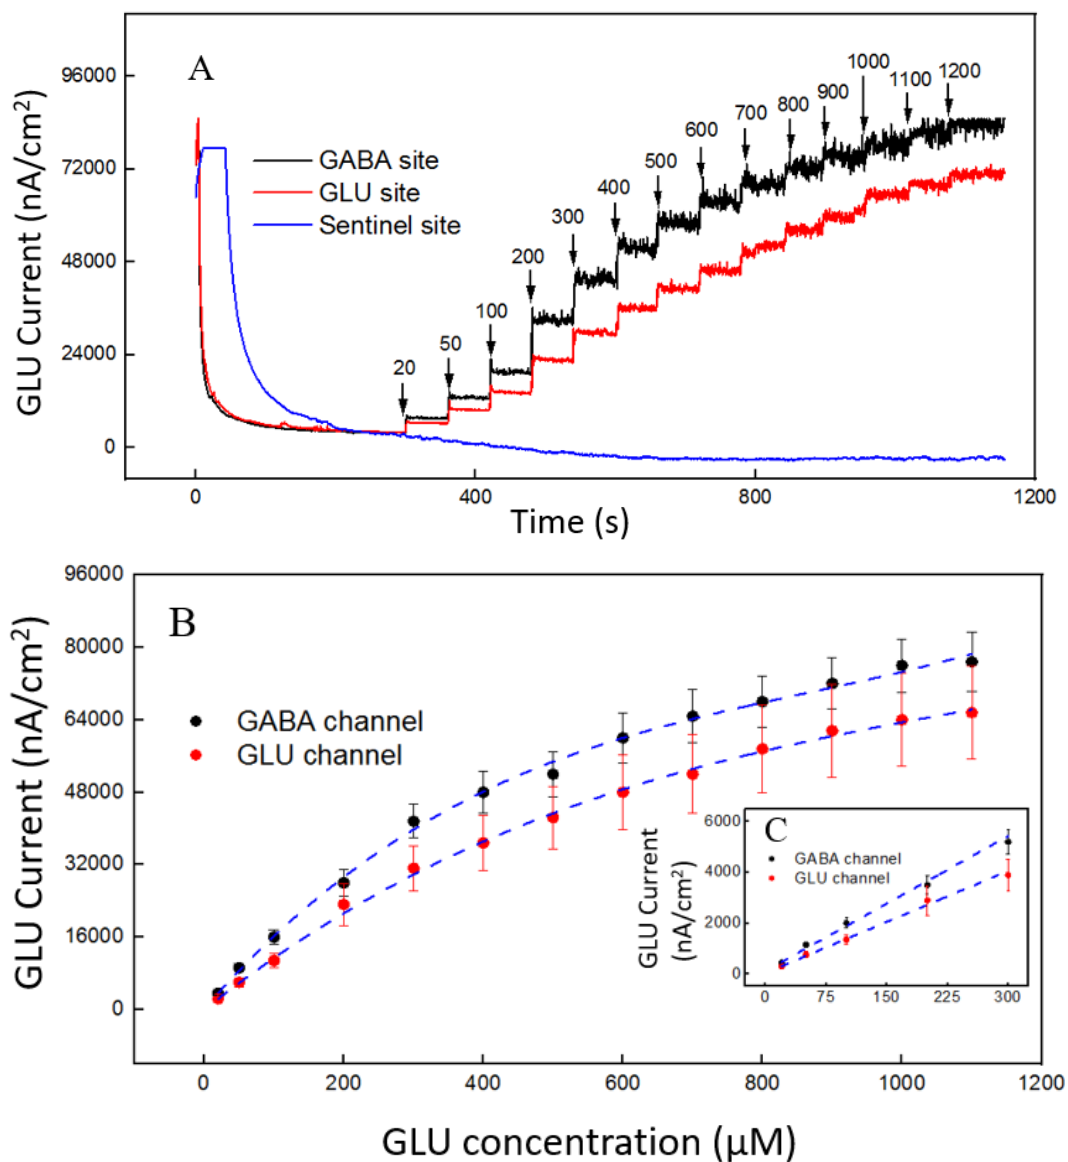 A
GLU Current (nA/cm²)
96000
72000
48000
24000
0
GABA site
GLU site
Sentinel site
20
50
100
200
300
400
500
600
700
800
900
1000
1100
1200
0
400
800
1200
Time (s)
B
GLU Current (nA/cm²)
96000
80000
64000
48000
32000
16000
0
GABA channel
GLU channel
C
GLU Current
(nA/cm²)
6000
4000
2000
0
GABA channel
GLU channel
0
75
150
225
300
0
200
400
600
800
1000
1200
GLU concentration (μM)